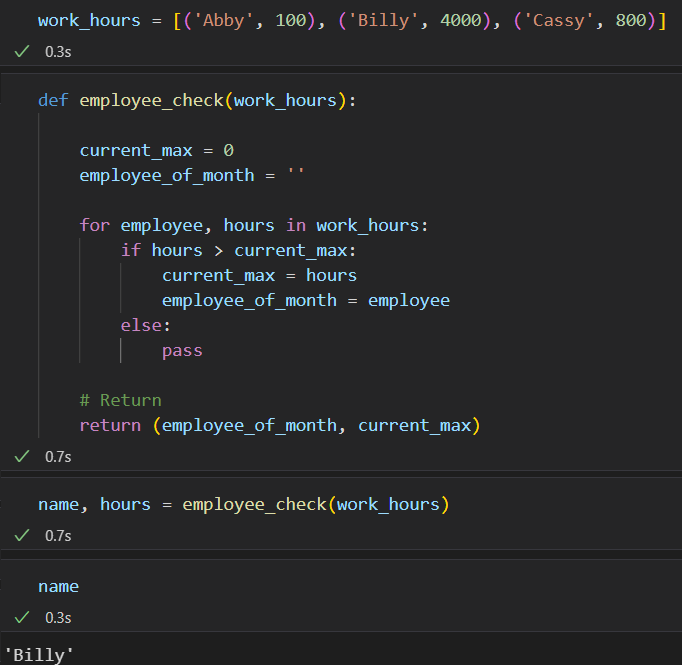 work_hours = [('Abby', 100), ('Billy', 4000), ('Cassy', 800)]
✓ 0.3s
def employee_check(work_hours):
    current_max = 0
    employee_of_month = ''
    for employee, hours in work_hours:
        if hours > current_max:
            current_max = hours
            employee_of_month = employee
        else:
            pass
    # Return
    return (employee_of_month, current_max)
✓ 0.7s
name, hours = employee_check(work_hours)
✓ 0.7s
name
✓ 0.3s
'Billy'